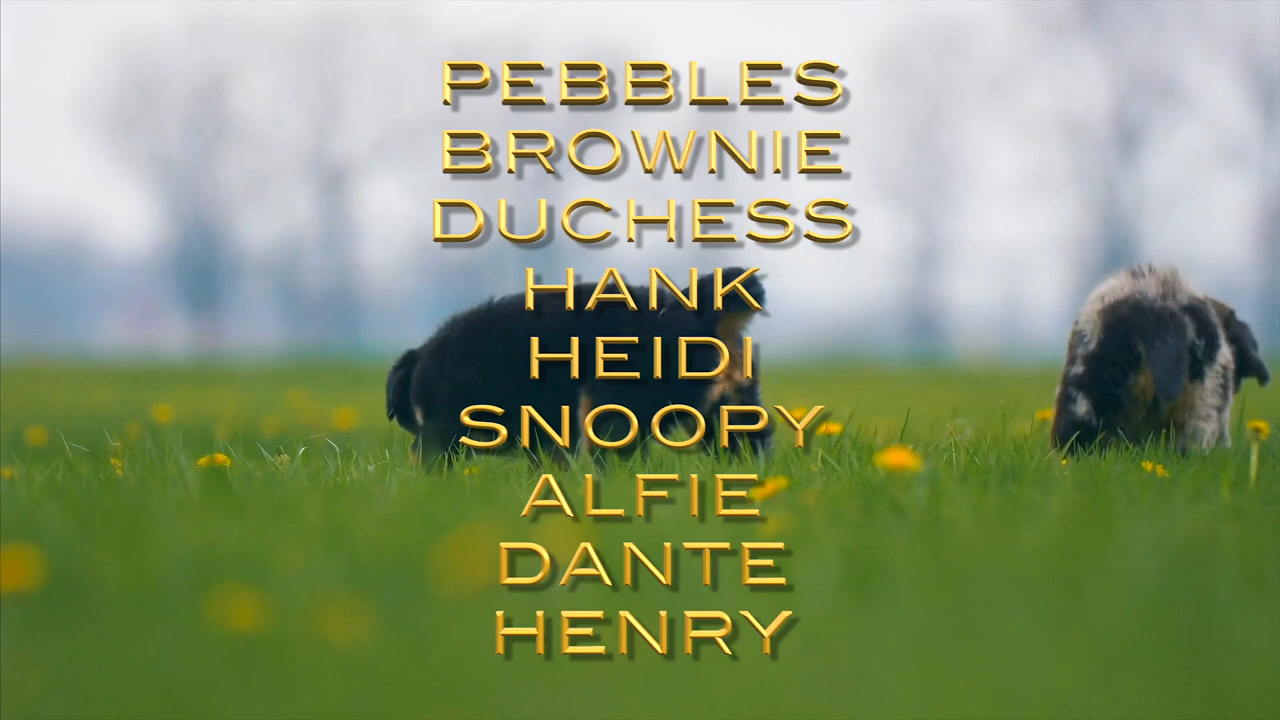 PEBBLES
BROWNIE
DUCHESS
HANK
HEIDI
SNOOPY
ALFIE
DANTE
HENRY